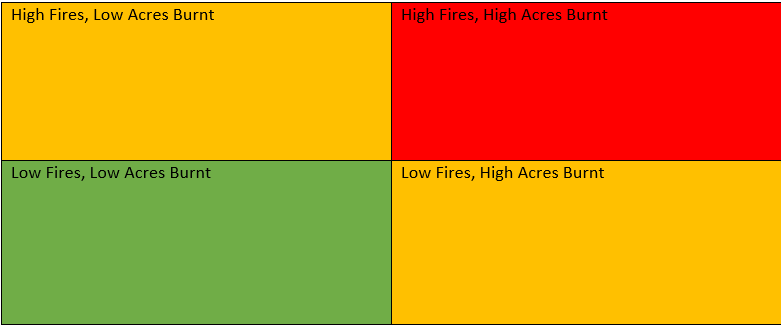 High Fires, Low Acres Burnt
High Fires, High Acres Burnt
Low Fires, Low Acres Burnt
Low Fires, High Acres Burnt